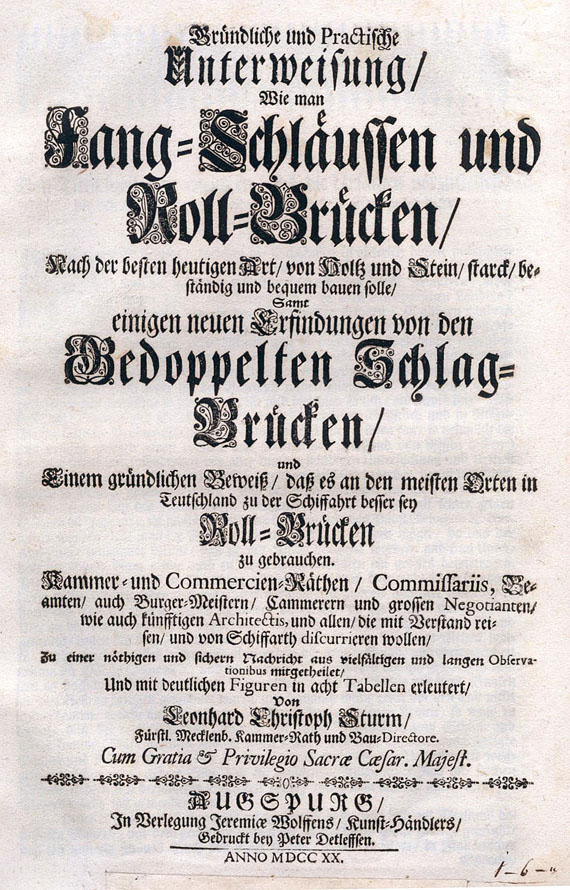 Gründliche und Practische
Unterweisung/
Wie man
Fang-Schläussen und
Roll-Brücken/
Nach der besten heutigen Art/ von Holtz und Stein/ starck/ be-
ständig und bequem bauen solle/
Samt
einigen neuen Erfindungen von den
Gedoppelten Schlag-
Brücken/
und
Einem gründlichen Beweiß/ daß es an den meisten Orten in
Teutschland zu der Schiffahrt besser sey
Roll-Brücken
zu gebrauchen.
Kammer- und Commercien-Räthen / Commissariis, Be-
amten/ auch Burger-Meistern/ Cammerern und grossen Negotianten/
wie auch künfftigen Architectis, und allen/ die mit Verstand rei-
sen/ und von Schiffarth discurrieren wollen/
Zu einer nöthigen und sichern Nachricht aus vielfältigen und langen Observa-
tionibus mitgetheilet/
Und mit deutlichen Figuren in acht Tabellen erleutert/
Von
Leonhard Christoph Sturm/
Fürstl. Mecklenb. Kammer-Rath und Bau-Directore.
Cum Gratia & Privilegio Sacræ Cæsar. Majest.
AUGSPURG/
In Verlegung Jeremiæ Wolffens/ Kunst-Händlers/
Gedruckt bey Peter Detleffsen.
ANNO MDCC XX.
1-6-"